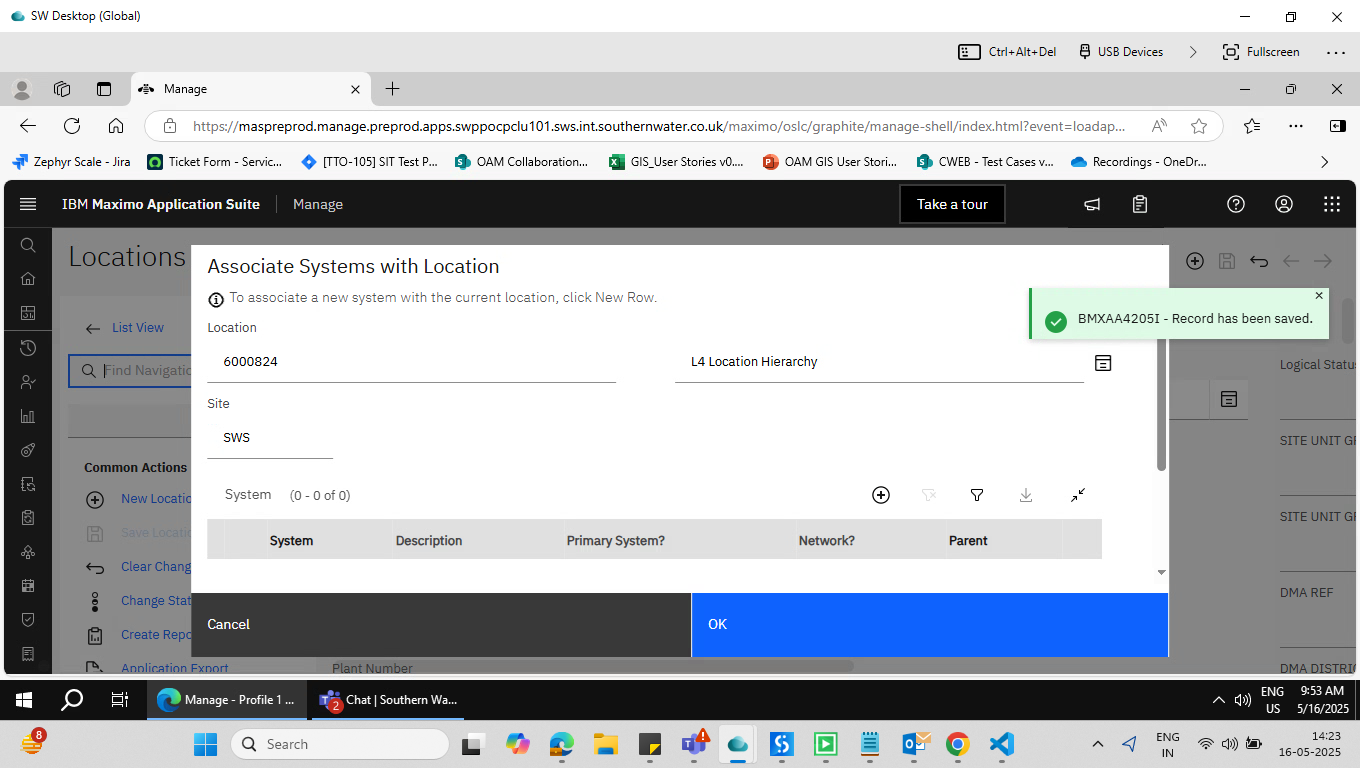 SW Desktop (Global)
Ctrl+Alt+Del
USB Devices
Fullscreen
Manage
https://maspreprod.manage.preprod.apps.swppocpclu101.sws.int.southernwater.co.uk/maximo/oslc/graphite/manage-shell/index.html?event=loadap...
Zephyr Scale - Jira
Ticket Form - Servic...
[TTO-105] SIT Test P...
OAM Collaboration...
GIS_User Stories v0....
OAM GIS User Stori...
CWEB - Test Cases v...
Recordings - OneDr...
IBM Maximo Application Suite
Manage
Take a tour
Locations
Associate Systems with Location
To associate a new system with the current location, click New Row.
BMXAA4205I - Record has been saved.
List View
Location
6000824
L4 Location Hierarchy
Find Navigatio
Logical Status
Site
SWS
SITE UNIT GR
Common Actions
System (0 - 0 of 0)
New Locatio
SITE UNIT GR
Save Locatio
System
Description
Primary System?
Network?
Parent
Clear Chang
Change Stat
DMA REF
Cancel
OK
Create Repo
Application Export
Plant Number
DMA DISTRIC
Manage - Profile 1 ...
2
Chat | Southern Wa...
ENG
US
9:53 AM
5/16/2025
8
Search
ENG
IN
14:23
16-05-2025